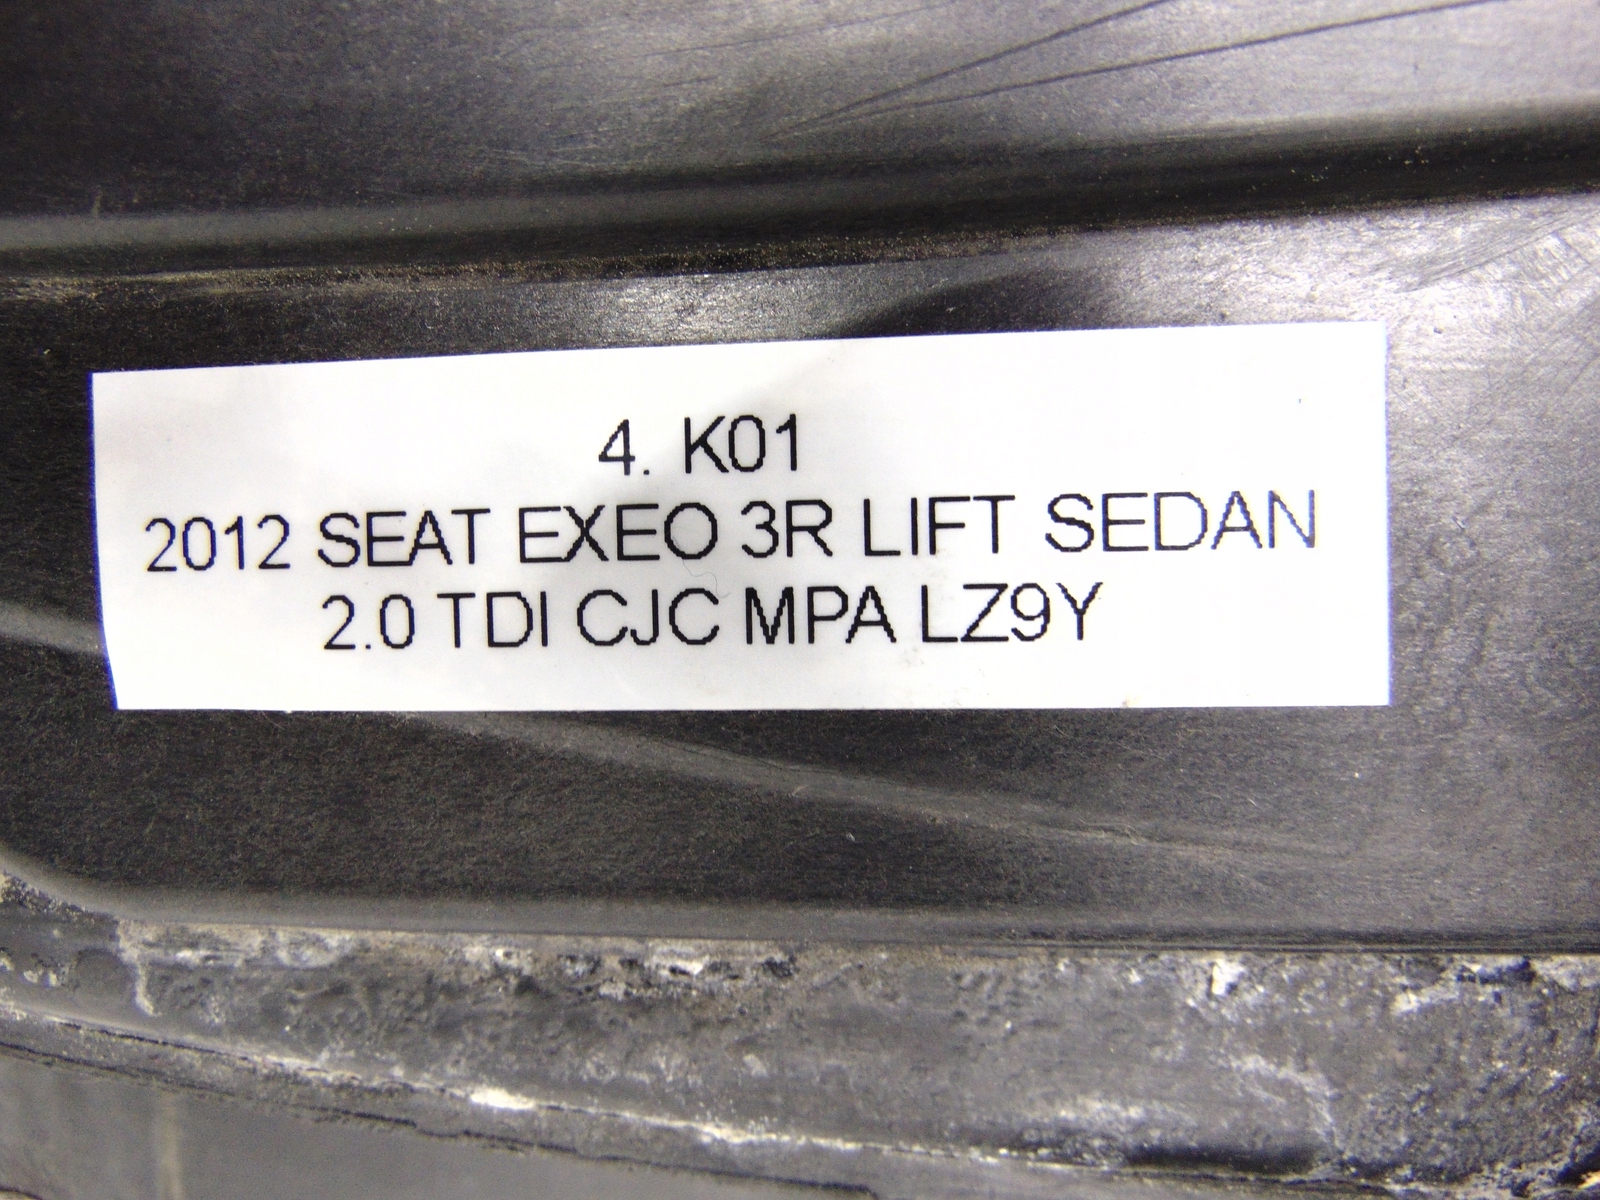 4. K01
2012 SEAT EXEO 3R LIFT SEDAN
2.0 TDI CJC MPA LZ9Y